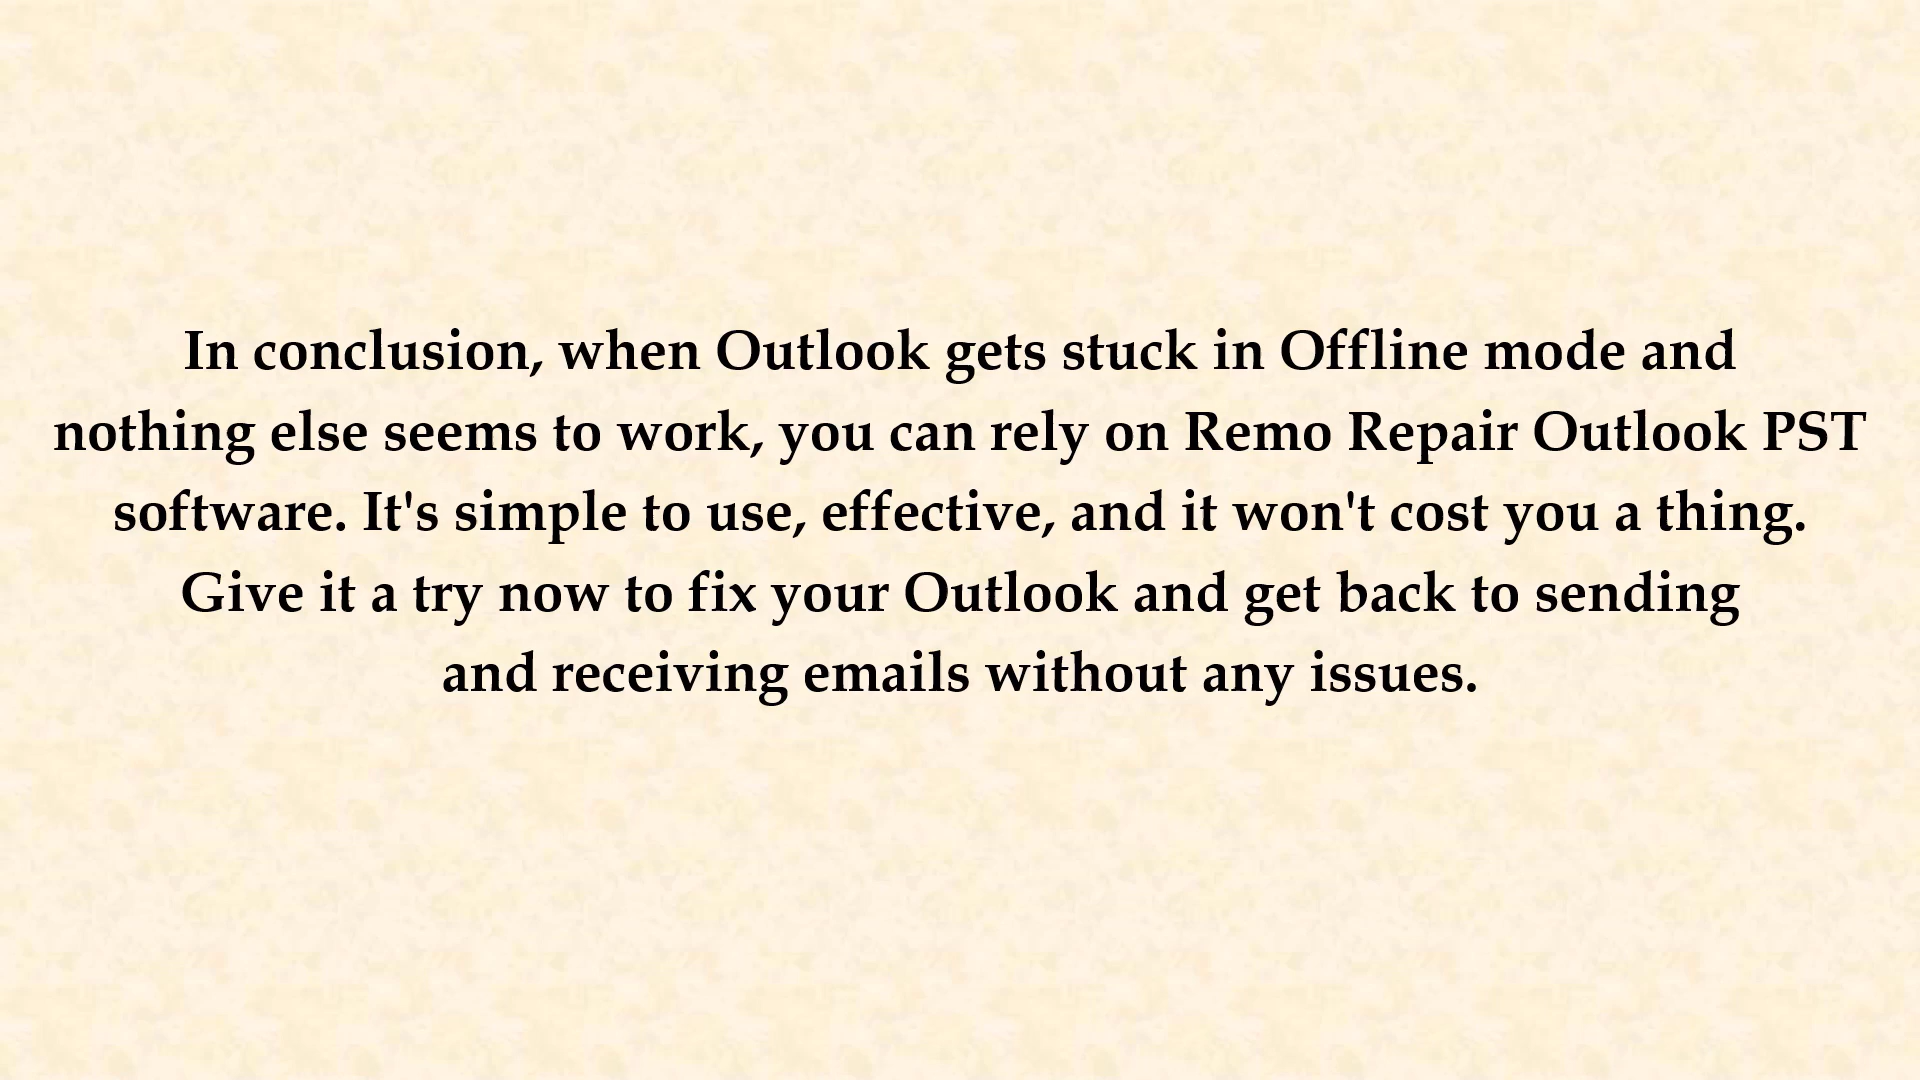 In conclusion, when Outlook gets stuck in Offline mode and
nothing else seems to work, you can rely on Remo Repair Outlook PST
software. It's simple to use, effective, and it won't cost you a thing.
Give it a try now to fix your Outlook and get back to sending
and receiving emails without any issues.